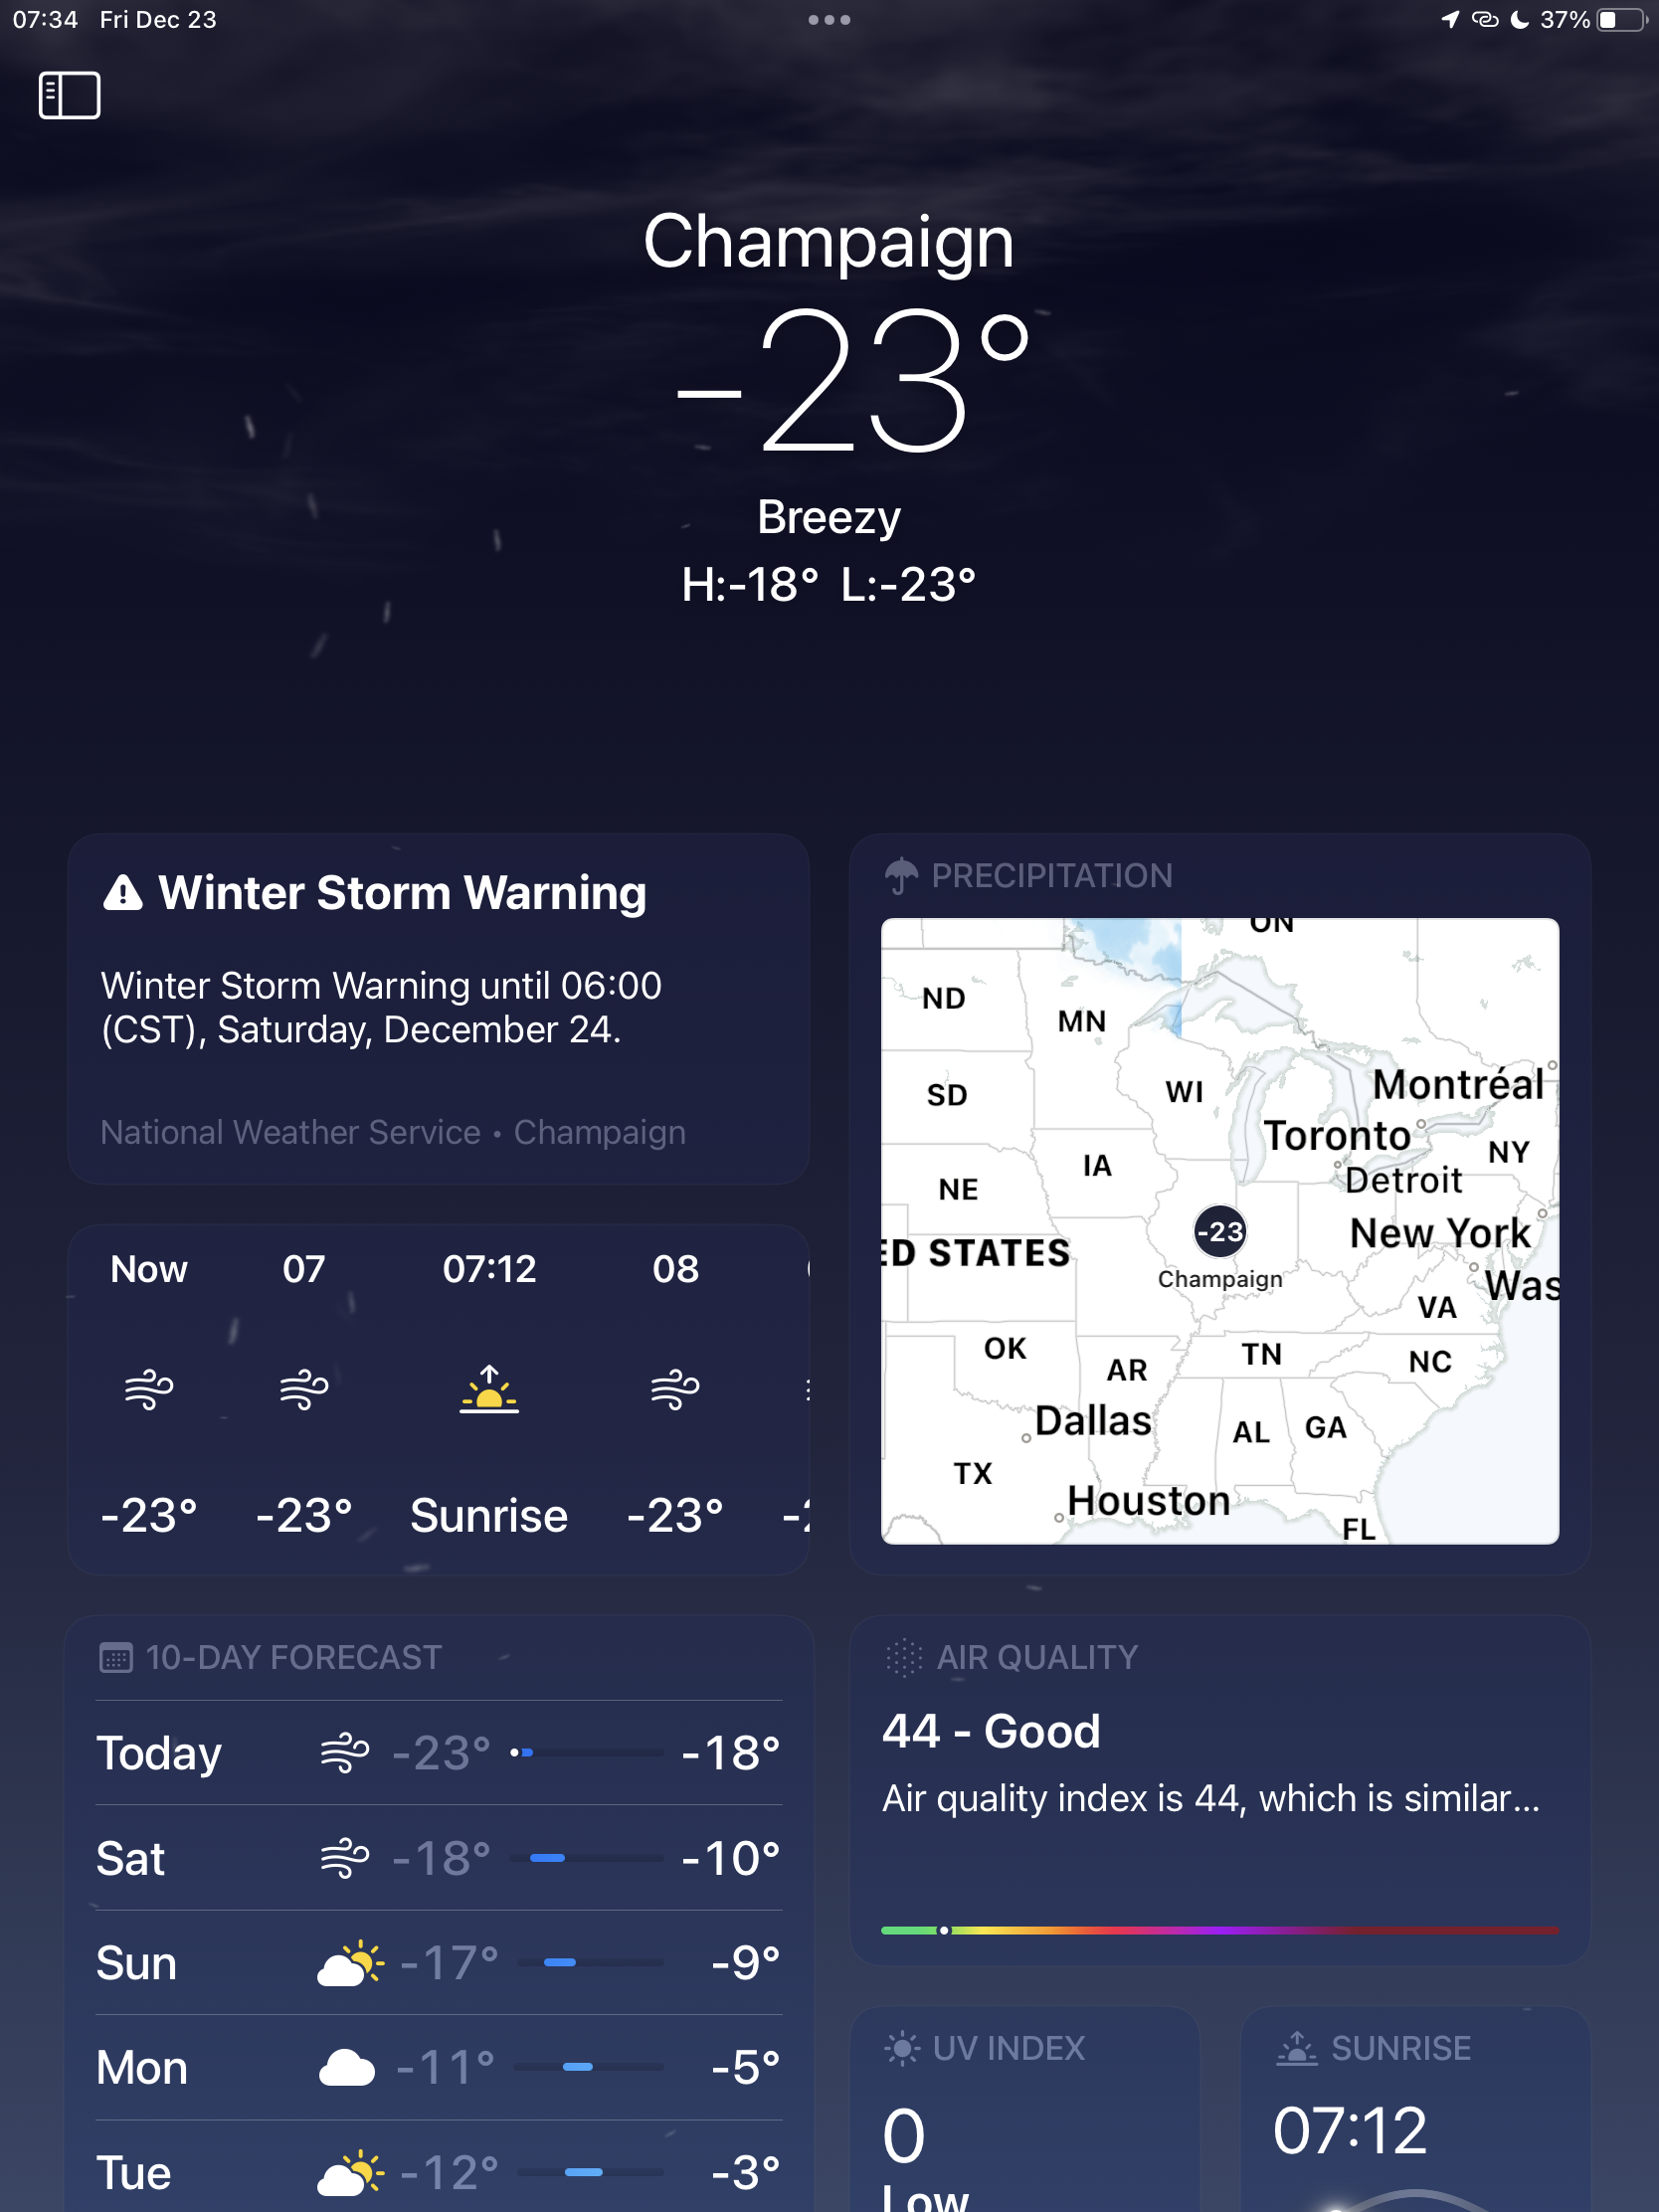 07:34 Fri Dec 23
37%
Champaign
-23°
Breezy
H:-18° L:-23°
Winter Storm Warning
Winter Storm Warning until 06:00
(CST), Saturday, December 24.
National Weather Service • Champaign
Now 07 07:12 08
-23° -23° Sunrise -23°
10-DAY FORECAST
Today -23° -18°
Sat -18° -10°
Sun -17° -9°
Mon -11° -5°
Tue -12° -3°
PRECIPITATION
ON
ND
MN
SD
WI
Montréal
Toronto
NY
IA
Detroit
NE
-23
New York
ED STATES
Champaign
Was
VA
OK
AR
TN
NC
Dallas
AL
GA
TX
Houston
FL
AIR QUALITY
44 - Good
Air quality index is 44, which is similar...
UV INDEX
0
Low
SUNRISE
07:12